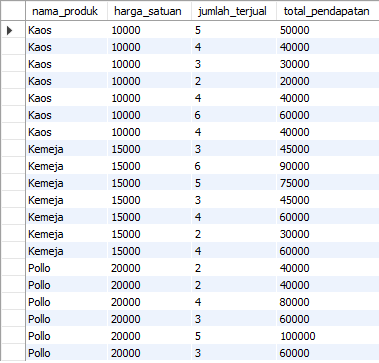 nama_produk harga_satuan jumlah_terjual total_pendapatan
Kaos 10000 5 50000
Kaos 10000 4 40000
Kaos 10000 3 30000
Kaos 10000 2 20000
Kaos 10000 4 40000
Kaos 10000 6 60000
Kaos 10000 4 40000
Kemeja 15000 3 45000
Kemeja 15000 6 90000
Kemeja 15000 5 75000
Kemeja 15000 3 45000
Kemeja 15000 4 60000
Kemeja 15000 2 30000
Kemeja 15000 4 60000
Pollo 20000 2 40000
Pollo 20000 2 40000
Pollo 20000 4 80000
Pollo 20000 3 60000
Pollo 20000 5 100000
Pollo 20000 3 60000